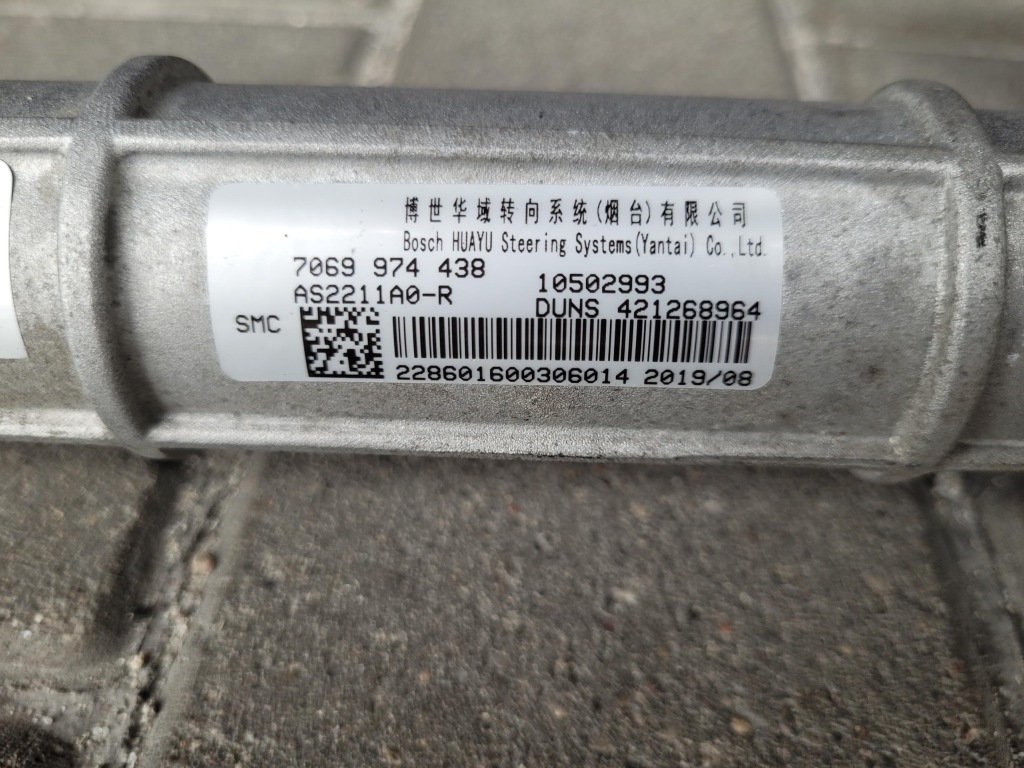 博世华域转向系统(烟台)有限公司
Bosch HUAYU Steering Systems(Yantai) Co.,Ltd.
7069 974 438 10502993
AS2211A0-R DUNS 421268964
SMC
228601600306014 2019/08